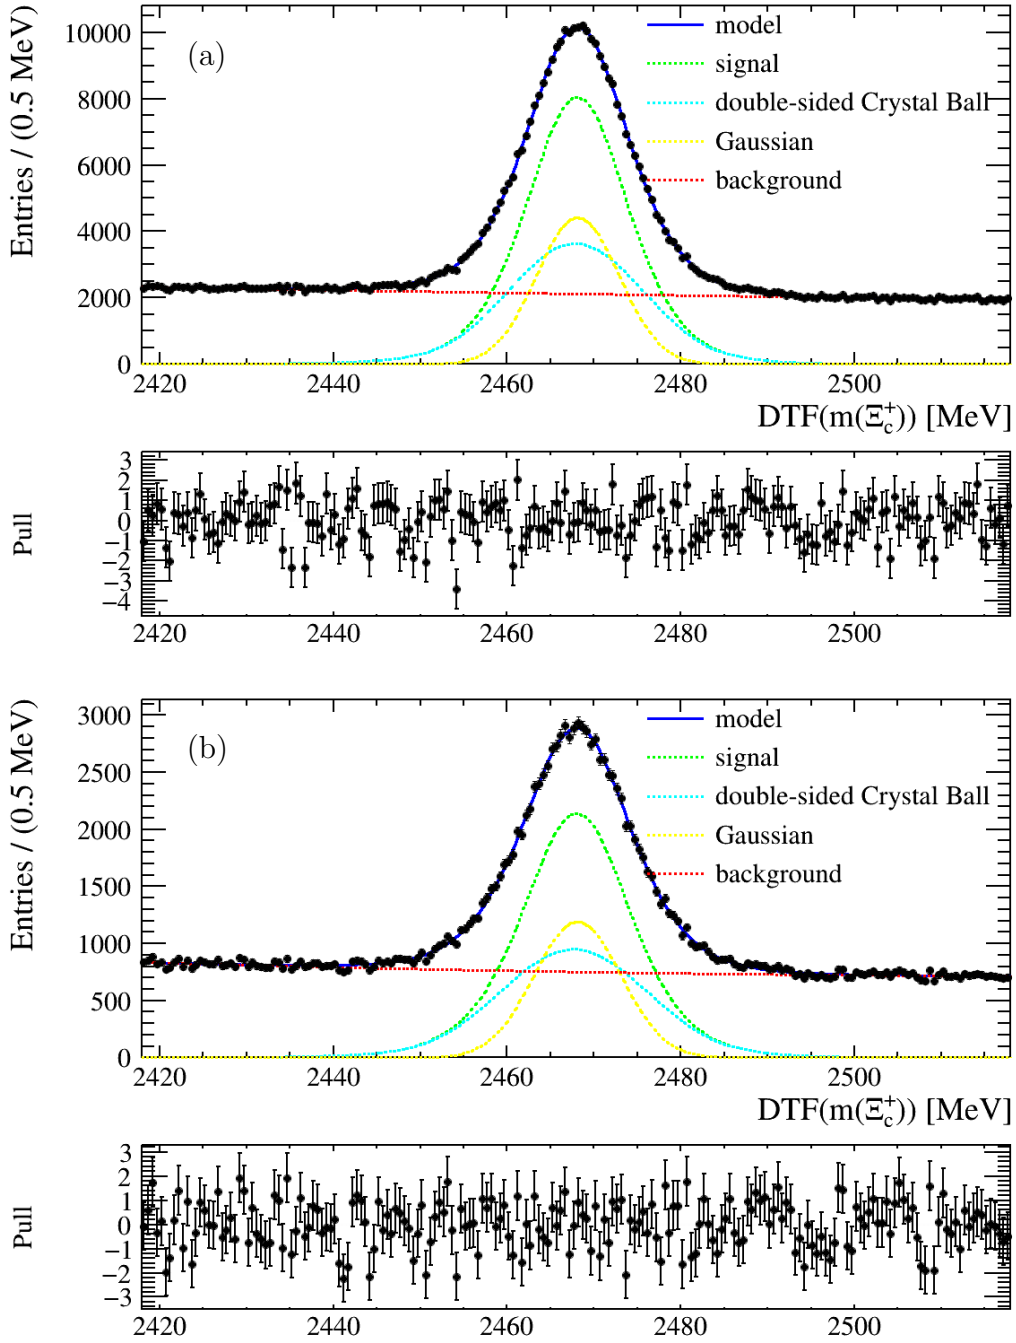 Entries / (0.5 MeV)
10000
8000
6000
4000
2000
0
(a)
model
signal
double-sided Crystal Ball
Gaussian
background
2420 2440 2460 2480 2500
DTF(m(Ξc+)) [MeV]
Pull
3
2
1
0
−1
−2
−3
−4
2420 2440 2460 2480 2500
Entries / (0.5 MeV)
3000
2500
2000
1500
1000
500
0
(b)
model
signal
double-sided Crystal Ball
Gaussian
background
2420 2440 2460 2480 2500
DTF(m(Ξc+)) [MeV]
Pull
3
2
1
0
−1
−2
−3
2420 2440 2460 2480 2500